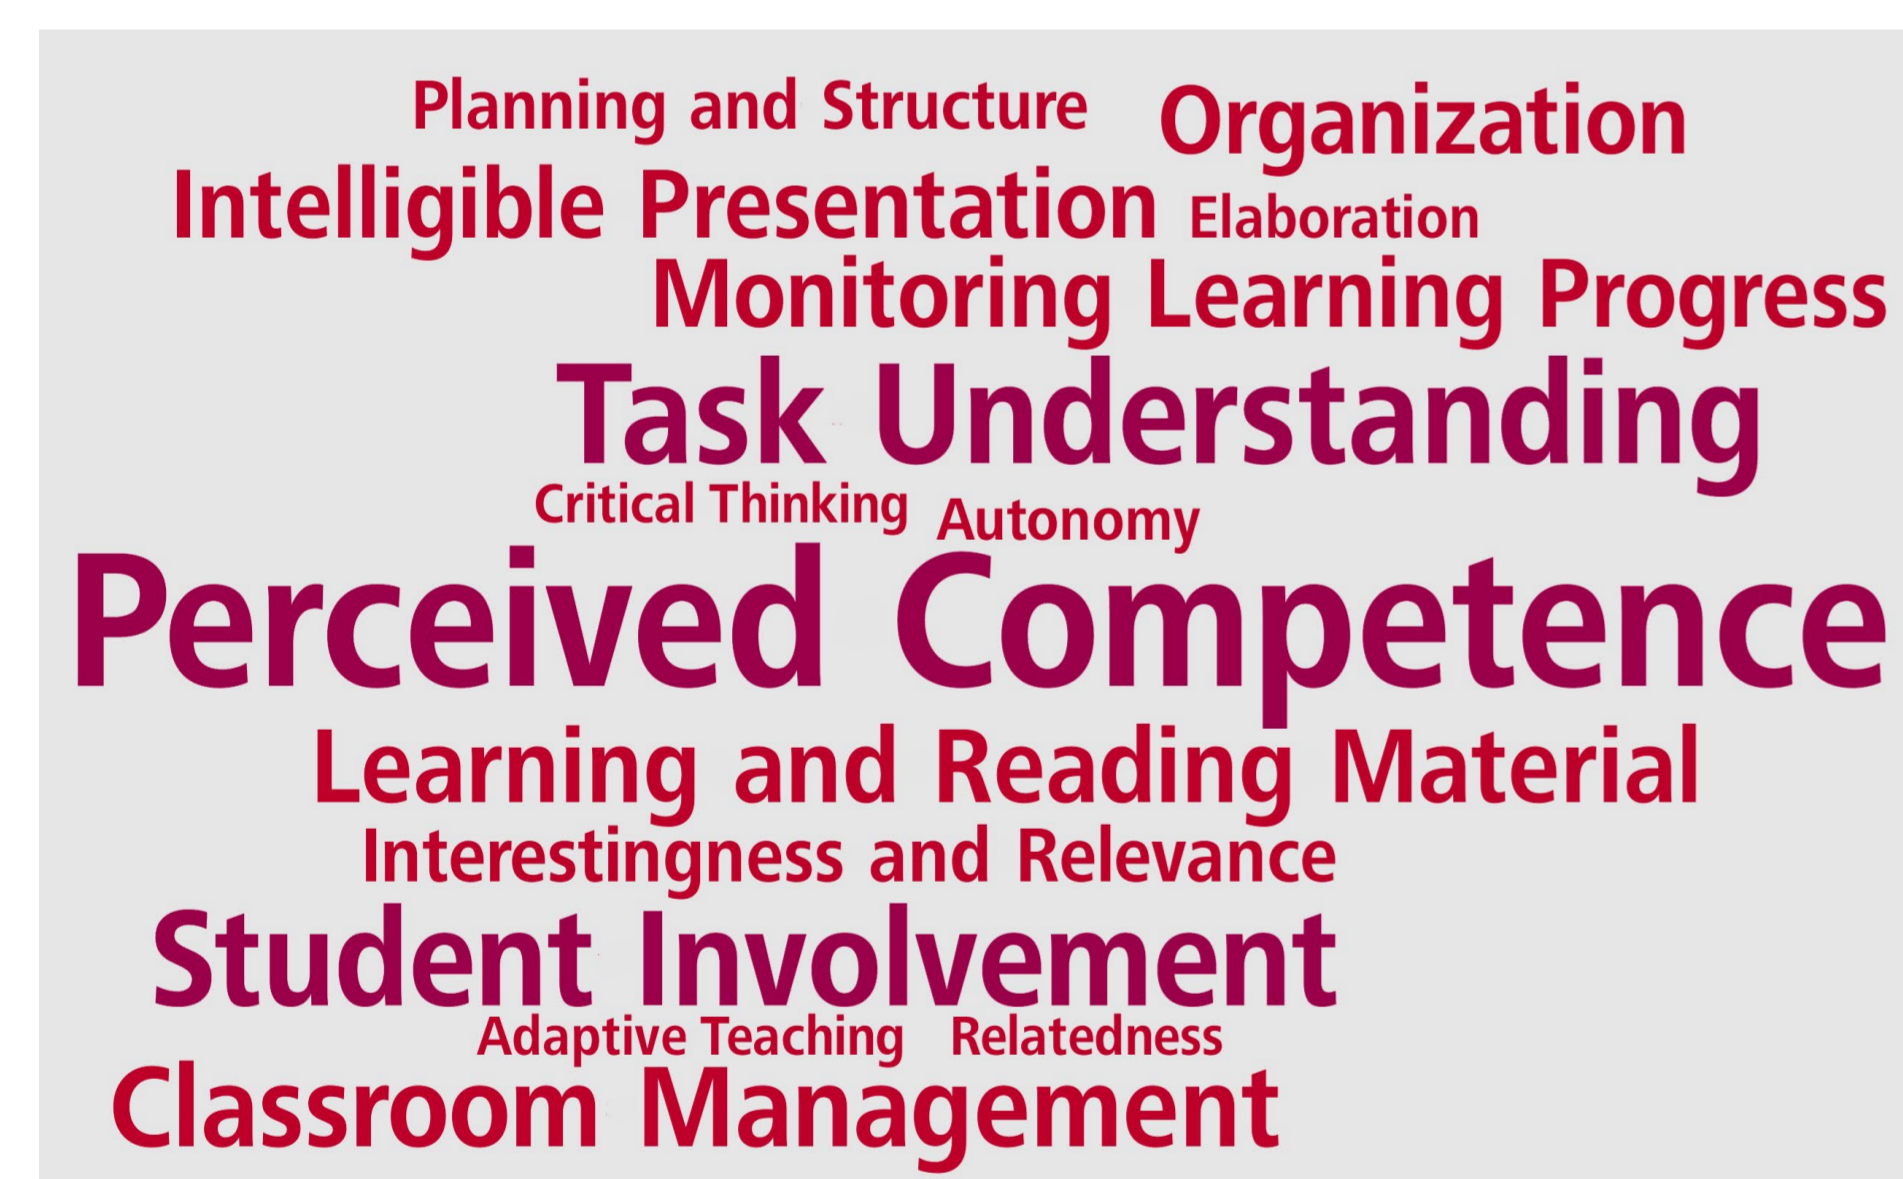 Planning and Structure Organization
Intelligible Presentation Elaboration
Monitoring Learning Progress
Task Understanding
Critical Thinking Autonomy
Perceived Competence
Learning and Reading Material
Interestingness and Relevance
Student Involvement
Adaptive Teaching Relatedness
Classroom Management